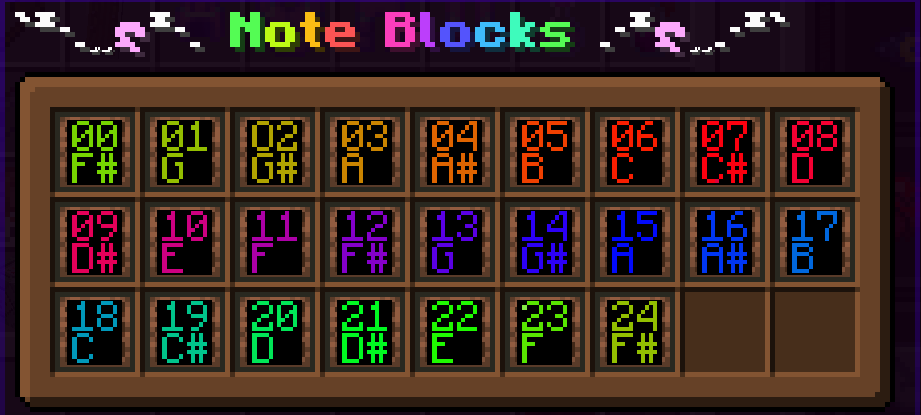 Note Blocks
00 01 02 03 04 05 06 07 08
F# G G# A A# B C C# D
09 10 11 12 13 14 15 16 17
D# E F F# G G# A A# B
18 19 20 21 22 23 24
C C# D D# E F F#